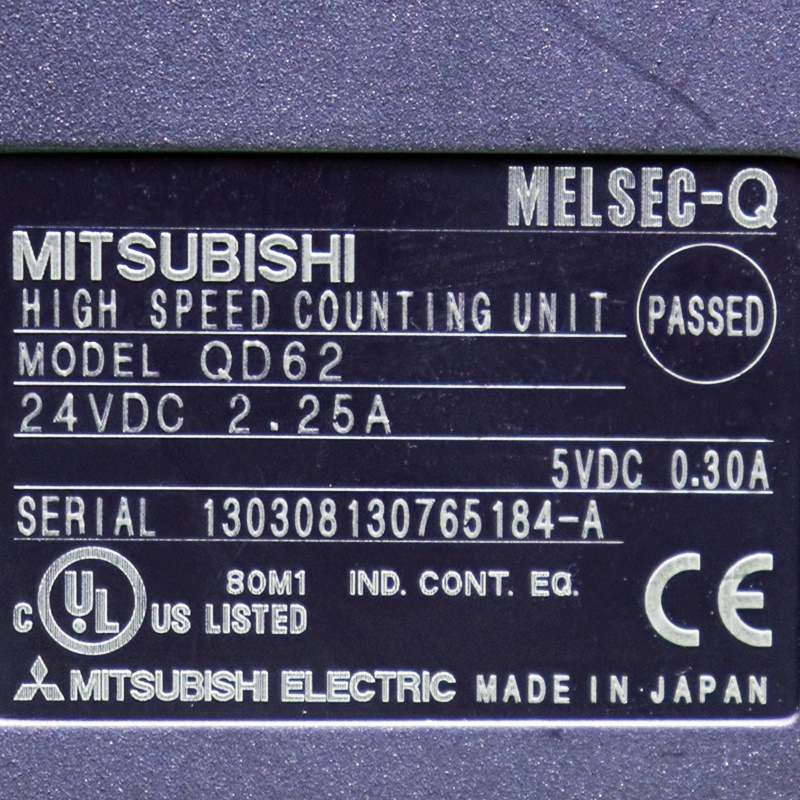 MELSEC-Q
MITSUBISHI
HIGH SPEED COUNTING UNIT
PASSED
MODEL QD62
24VDC 2.25A
5VDC 0.30A
SERIAL 130308130765184-A
C UL US LISTED
80M1 IND. CONT. EQ.
CE
MITSUBISHI ELECTRIC MADE IN JAPAN